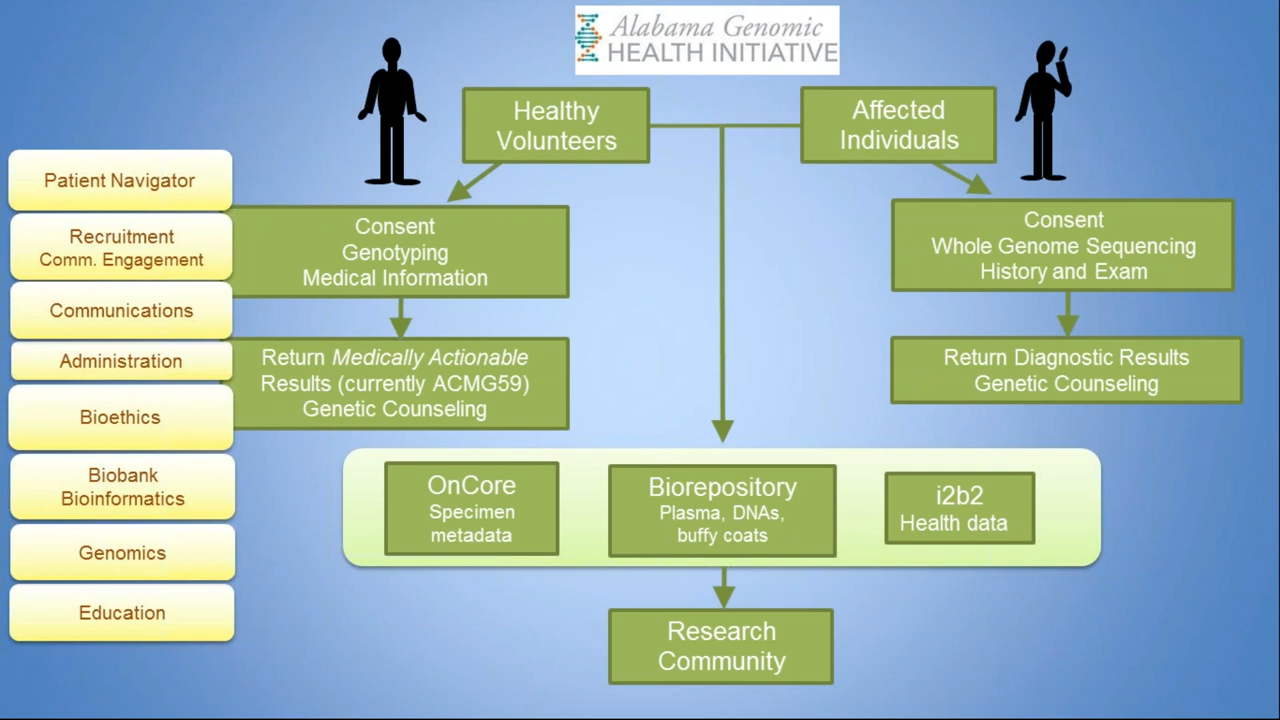 Alabama Genomic
HEALTH INITIATIVE
Healthy
Volunteers
Affected
Individuals
Patient Navigator
Recruitment
Comm. Engagement
Communications
Administration
Bioethics
Biobank
Bioinformatics
Genomics
Education
Consent
Genotyping
Medical Information
Return Medically Actionable
Results (currently ACMG59)
Genetic Counseling
Consent
Whole Genome Sequencing
History and Exam
Return Diagnostic Results
Genetic Counseling
OnCore
Specimen
metadata
Biorepository
Plasma, DNAs,
buffy coats
i2b2
Health data
Research
Community